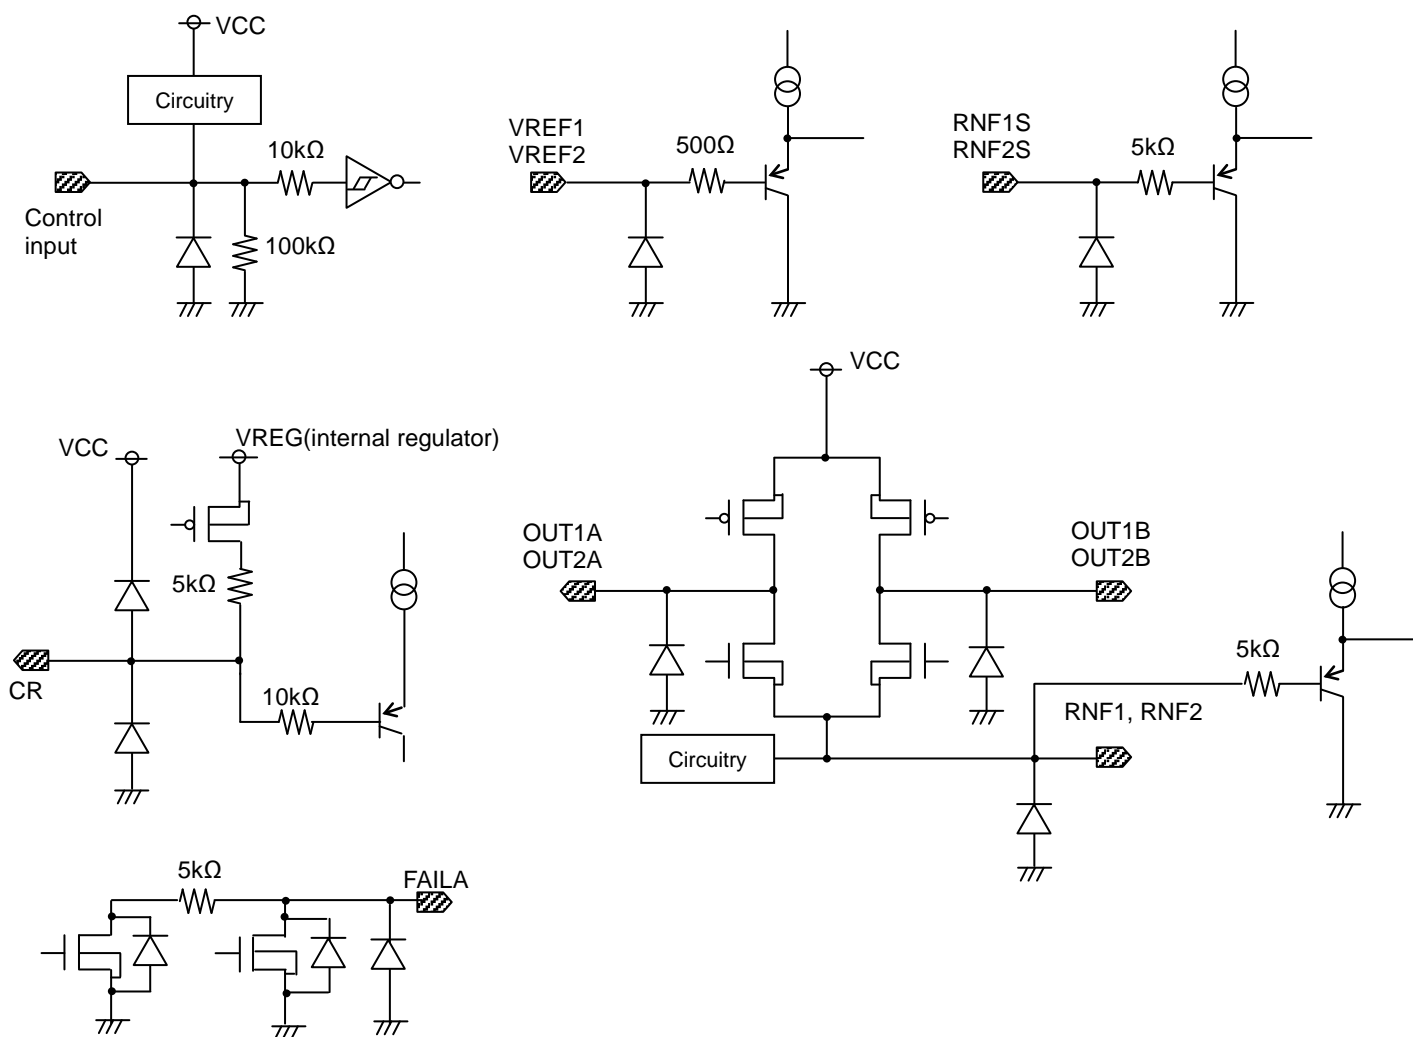 VCC
Circuitry
10kΩ
Control
input
100kΩ
VREF1
VREF2
500Ω
RNF1S
RNF2S
5kΩ
VCC
VREG(internal regulator)
5kΩ
CR
10kΩ
VCC
OUT1A
OUT2A
OUT1B
OUT2B
5kΩ
RNF1, RNF2
Circuitry
5kΩ
FAILA